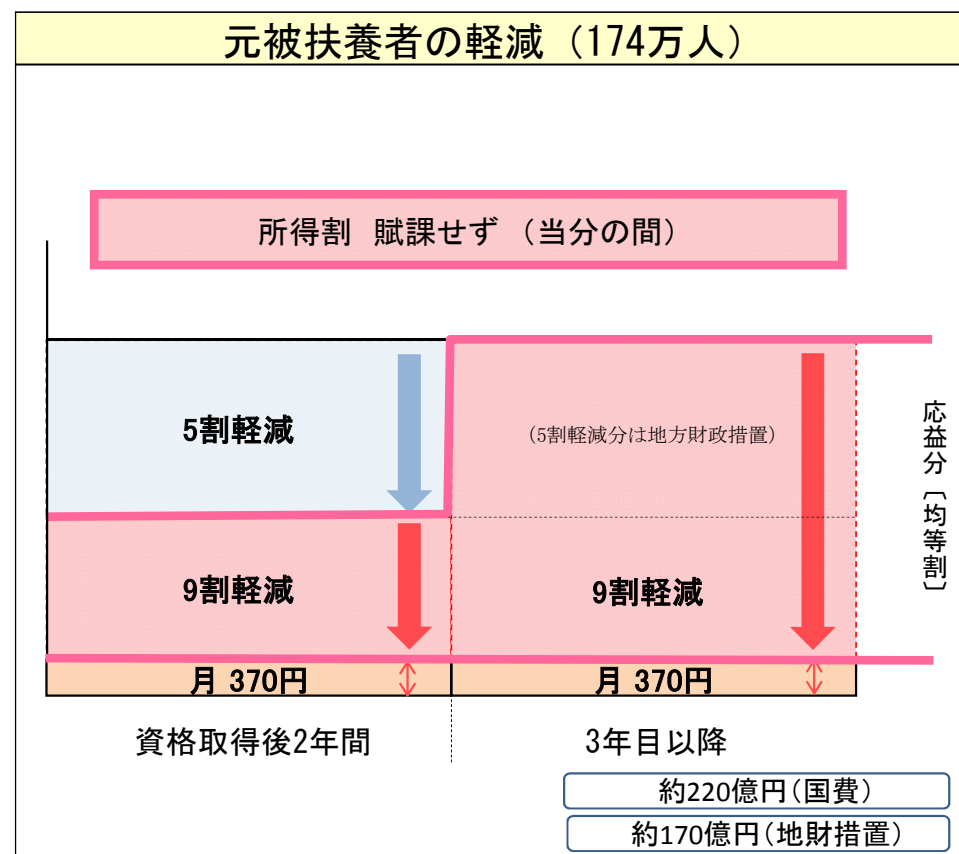 元被扶養者の軽減（174万人）
所得割　賦課せず　（当分の間）
5割軽減
（5割軽減分は地方財政措置）
9割軽減
9割軽減
応益分〔均等割〕
月 370円
月 370円
資格取得後2年間
3年目以降
約220億円（国費）
約170億円（地財措置）